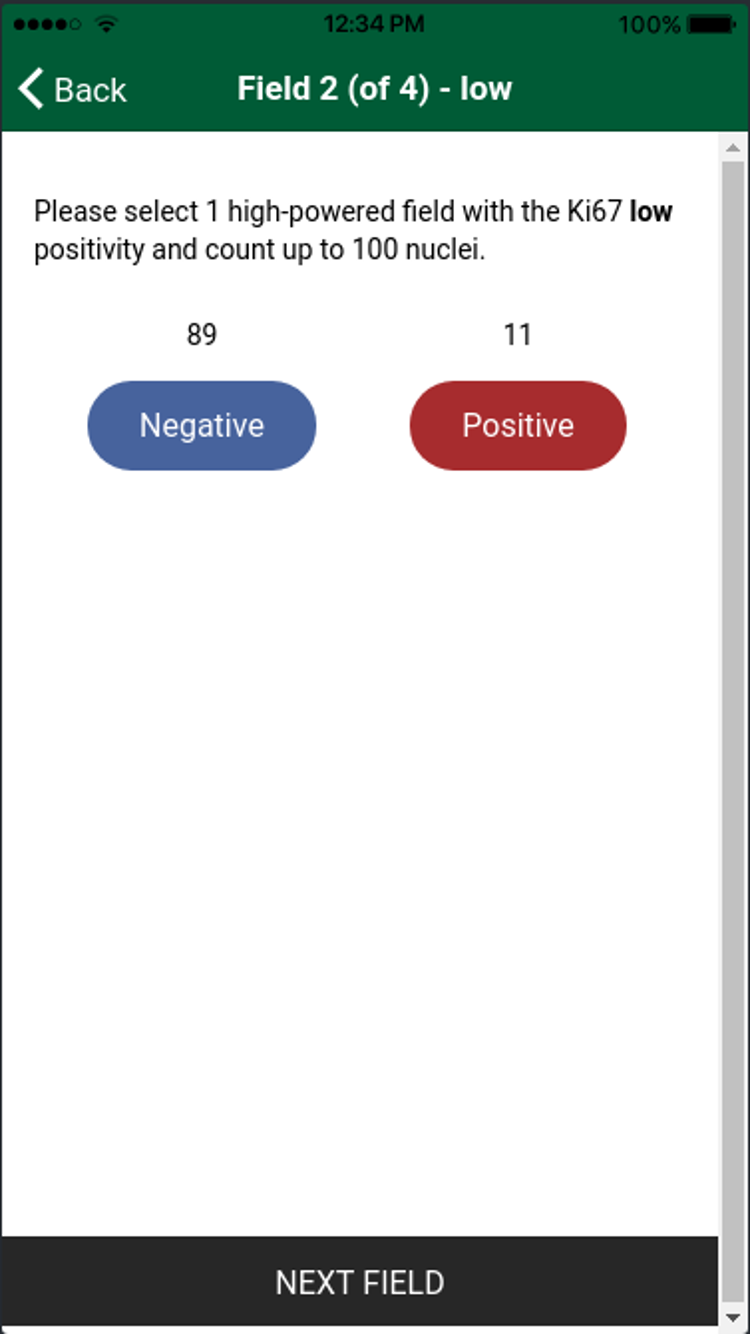 12:34 PM 100%
Back Field 2 (of 4) - low
Please select 1 high-powered field with the Ki67 low
positivity and count up to 100 nuclei.
89 11
Negative Positive
NEXT FIELD